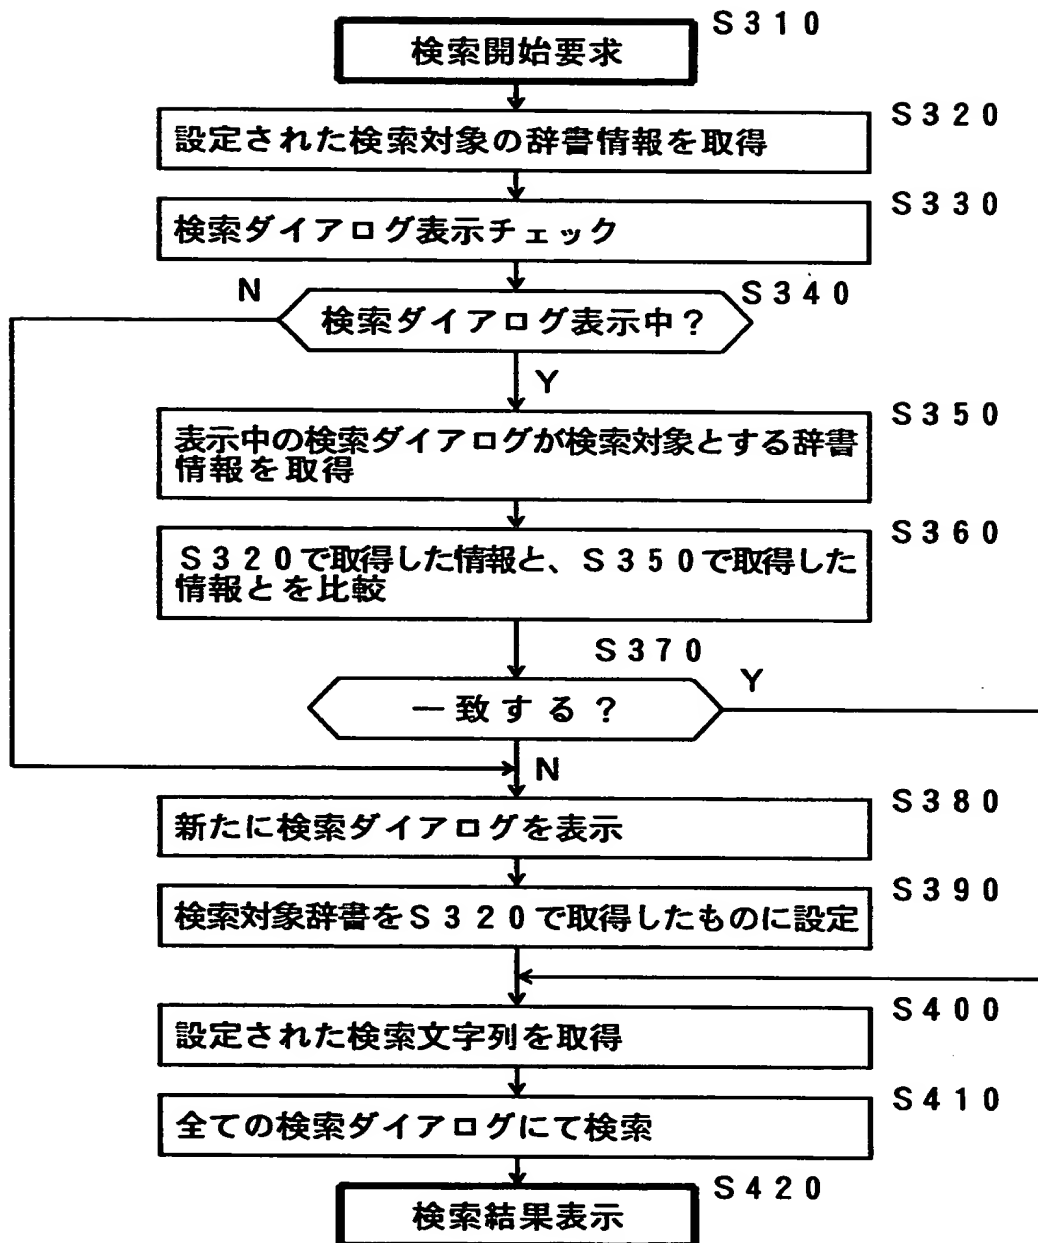 S310
検索開始要求
S320
設定された検索対象の辞書情報を取得
S330
検索ダイアログ表示チェック
N
S340
検索ダイアログ表示中？
Y
S350
表示中の検索ダイアログが検索対象とする辞書
情報を取得
S360
S320で取得した情報と、S350で取得した
情報とを比較
S370
一致する？
Y
N
S380
新たに検索ダイアログを表示
S390
検索対象辞書をS320で取得したものに設定
S400
設定された検索文字列を取得
S410
全ての検索ダイアログにて検索
S420
検索結果表示